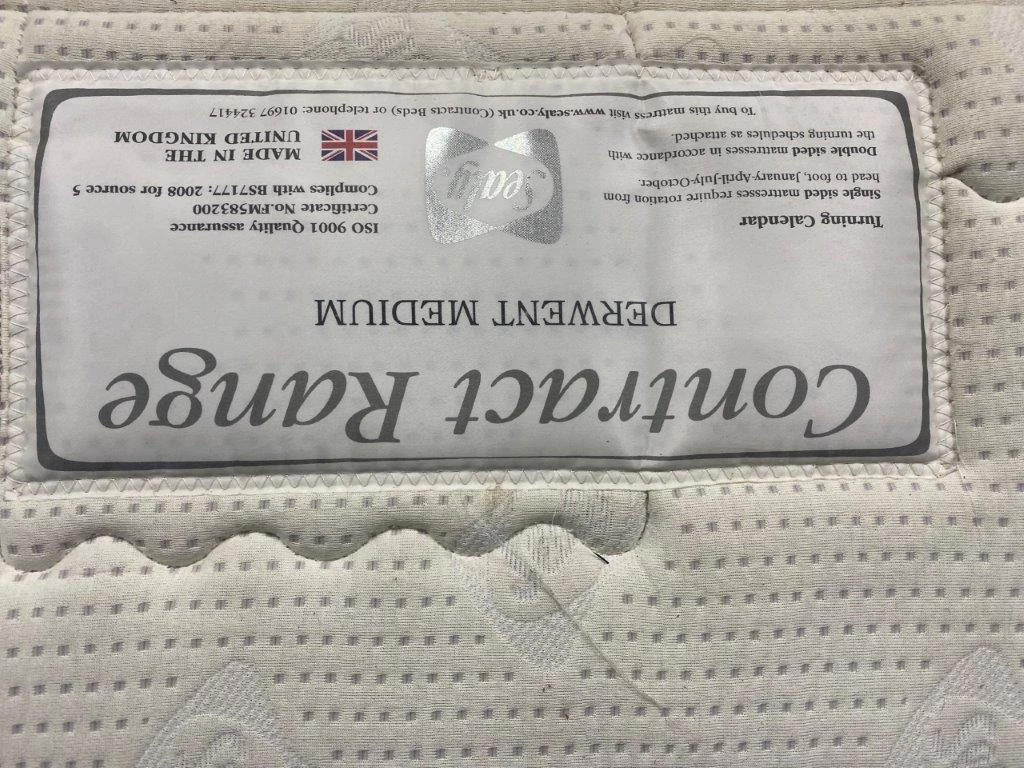 Contract Range
DERWENT MEDIUM
Turning Calendar
Single sided mattresses require rotation from
head to foot, January-April-July-October.
Double sided mattresses in accordance with
the turning schedules as attached.
Sealy
ISO 9001 Quality assurance
Certificate No.FM583200
Complies with BS7177: 2008 for source 5
MADE IN THE
UNITED KINGDOM
To buy this mattress visit www.sealy.co.uk (Contracts Beds) or telephone: 01697 324417